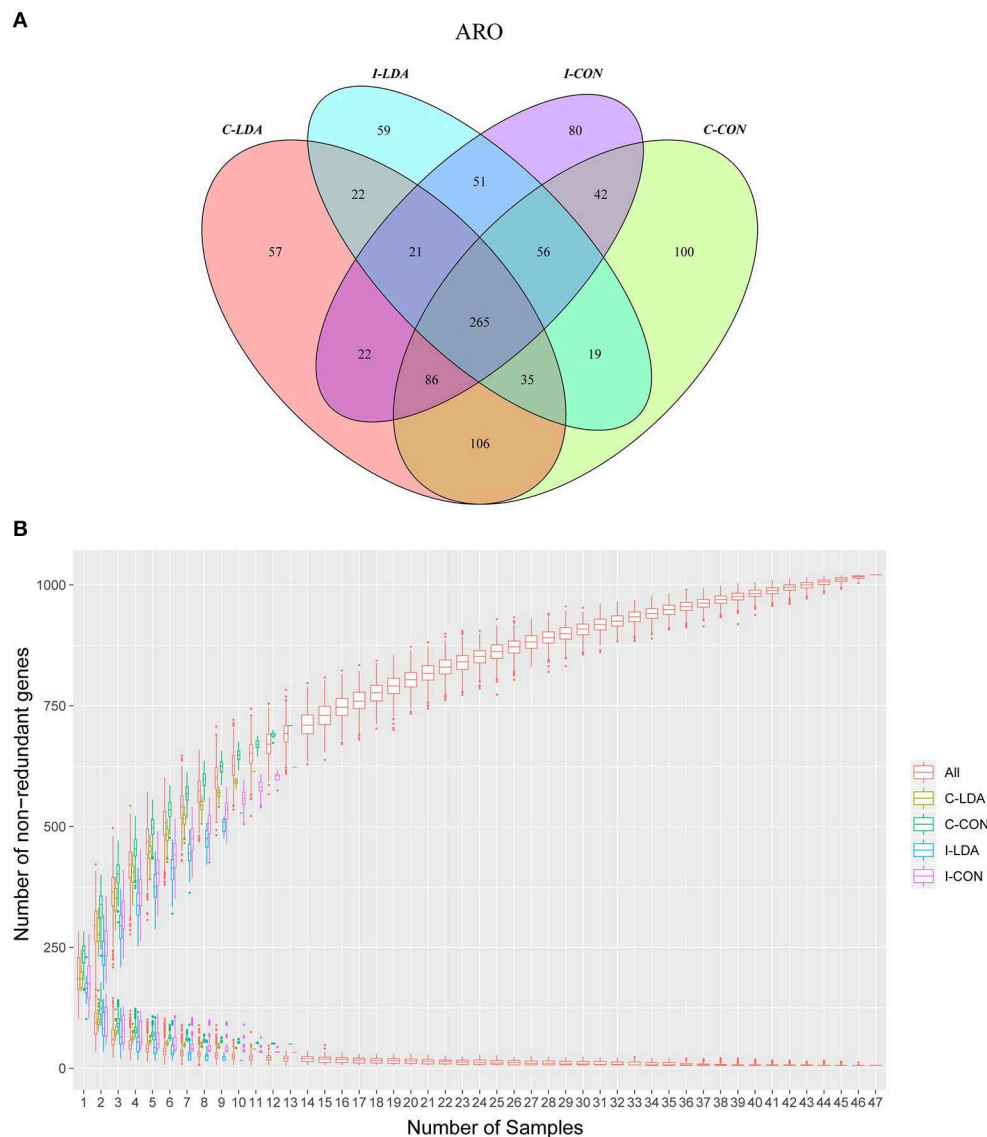 A
ARO
I-LDA I-CON
C-LDA C-CON
59 80
51
22 42
57 21 56 100
265
22 19
86 35
106
B
1000
750
500
250
0
Number of non-redundant genes
All
C-LDA
C-CON
I-LDA
I-CON
1 2 3 4 5 6 7 8 9 10 11 12 13 14 15 16 17 18 19 20 21 22 23 24 25 26 27 28 29 30 31 32 33 34 35 36 37 38 39 40 41 42 43 44 45 46 47
Number of Samples